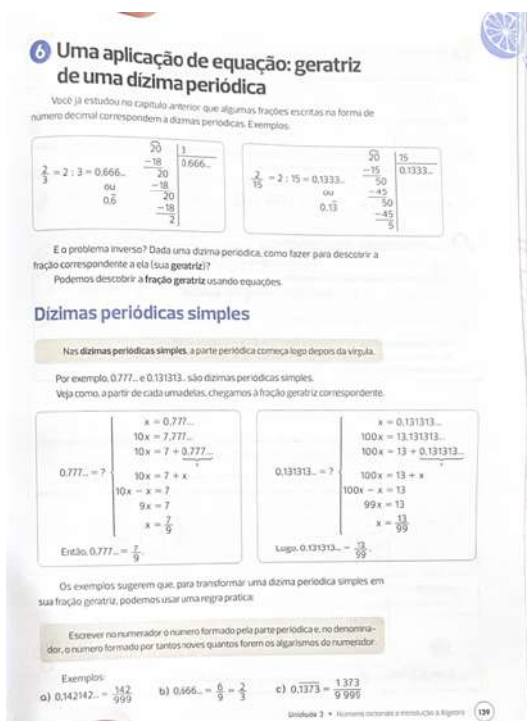 6 Uma aplicação de equação: geratriz
de uma dízima periódica
Você já estudou no capítulo anterior que algumas frações escritas na forma de
número decimal correspondem a dízimas periódicas. Exemplos:
2/3 = 2 : 3 = 0,666...
ou
0,6̅
20 | 3
−18 0,666...
20
−18
20
−18
2
2/15 = 2 : 15 = 0,1333...
ou
0,13̅
20 | 15
−15 0,1333...
50
−45
50
−45
5
E o problema inverso? Dada uma dízima periódica, como fazer para descobrir a
fração correspondente a ela (sua geratriz)?
Podemos descobrir a fração geratriz usando equações.
Dízimas periódicas simples
Nas dízimas periódicas simples, a parte periódica começa logo depois da vírgula.
Por exemplo, 0,777... e 0,131313... são dízimas periódicas simples.
Veja como, a partir de cada uma delas, chegamos à fração geratriz correspondente.
0,777... = ?
x = 0,777...
10x = 7,777...
10x = 7 + 0,777...
x
10x = 7 + x
10x − x = 7
9x = 7
x = 7/9
Então, 0,777... = 7/9.
0,131313... = ?
x = 0,131313...
100x = 13,131313...
100x = 13 + 0,131313...
x
100x = 13 + x
100x − x = 13
99x = 13
x = 13/99
Logo, 0,131313... = 13/99.
Os exemplos sugerem que, para transformar uma dízima periódica simples em
sua fração geratriz, podemos usar uma regra prática:
Escrever no numerador o número formado pela parte periódica e, no denomina-
dor, o número formado por tantos noves quantos forem os algarismos do numerador.
Exemplos:
a) 0,142142... = 142/999 b) 0,666... = 6/9 = 2/3 c) 0,1̅3̅7̅3̅ = 1 373/9 999
Unidade 3 • Números racionais e introdução à Álgebra 139